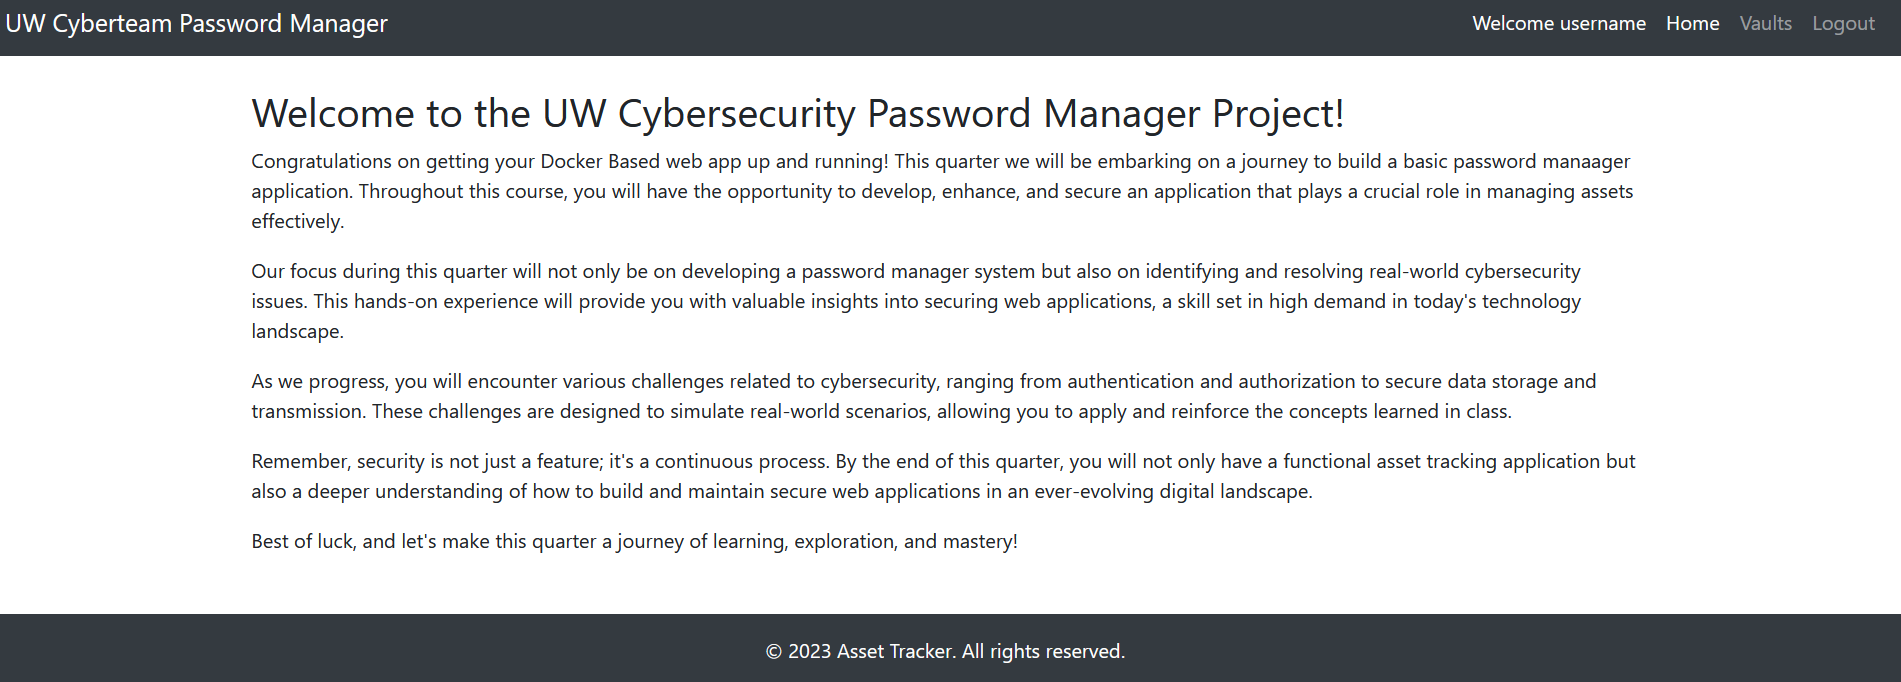 UW Cyberteam Password Manager
Welcome username Home Vaults Logout
Welcome to the UW Cybersecurity Password Manager Project!
Congratulations on getting your Docker Based web app up and running! This quarter we will be embarking on a journey to build a basic password manaager
application. Throughout this course, you will have the opportunity to develop, enhance, and secure an application that plays a crucial role in managing assets
effectively.
Our focus during this quarter will not only be on developing a password manager system but also on identifying and resolving real-world cybersecurity
issues. This hands-on experience will provide you with valuable insights into securing web applications, a skill set in high demand in today's technology
landscape.
As we progress, you will encounter various challenges related to cybersecurity, ranging from authentication and authorization to secure data storage and
transmission. These challenges are designed to simulate real-world scenarios, allowing you to apply and reinforce the concepts learned in class.
Remember, security is not just a feature; it's a continuous process. By the end of this quarter, you will not only have a functional asset tracking application but
also a deeper understanding of how to build and maintain secure web applications in an ever-evolving digital landscape.
Best of luck, and let's make this quarter a journey of learning, exploration, and mastery!
© 2023 Asset Tracker. All rights reserved.